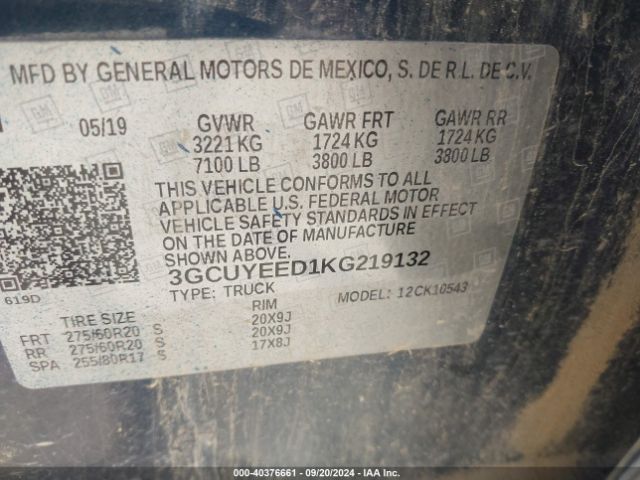 MFD BY GENERAL MOTORS DE MEXICO, S. DE R.L. DE C.V.
05/19 GVWR GAWR FRT GAWR RR
3221 KG 1724 KG 1724 KG
7100 LB 3800 LB 3800 LB
THIS VEHICLE CONFORMS TO ALL
APPLICABLE U.S. FEDERAL MOTOR
VEHICLE SAFETY STANDARDS IN EFFECT
ON THE DATE OF MANUFACTURE
SHOWN ABOVE.
3GCUYEED1KG219132
619D
TYPE: TRUCK MODEL: 12CK10543
TIRE SIZE RIM
FRT 275/60R20 S 20X9J
RR 275/60R20 S 20X9J
SPA 255/80R17 S 17X8J
000-40376661 - 09/20/2024 - IAA Inc.